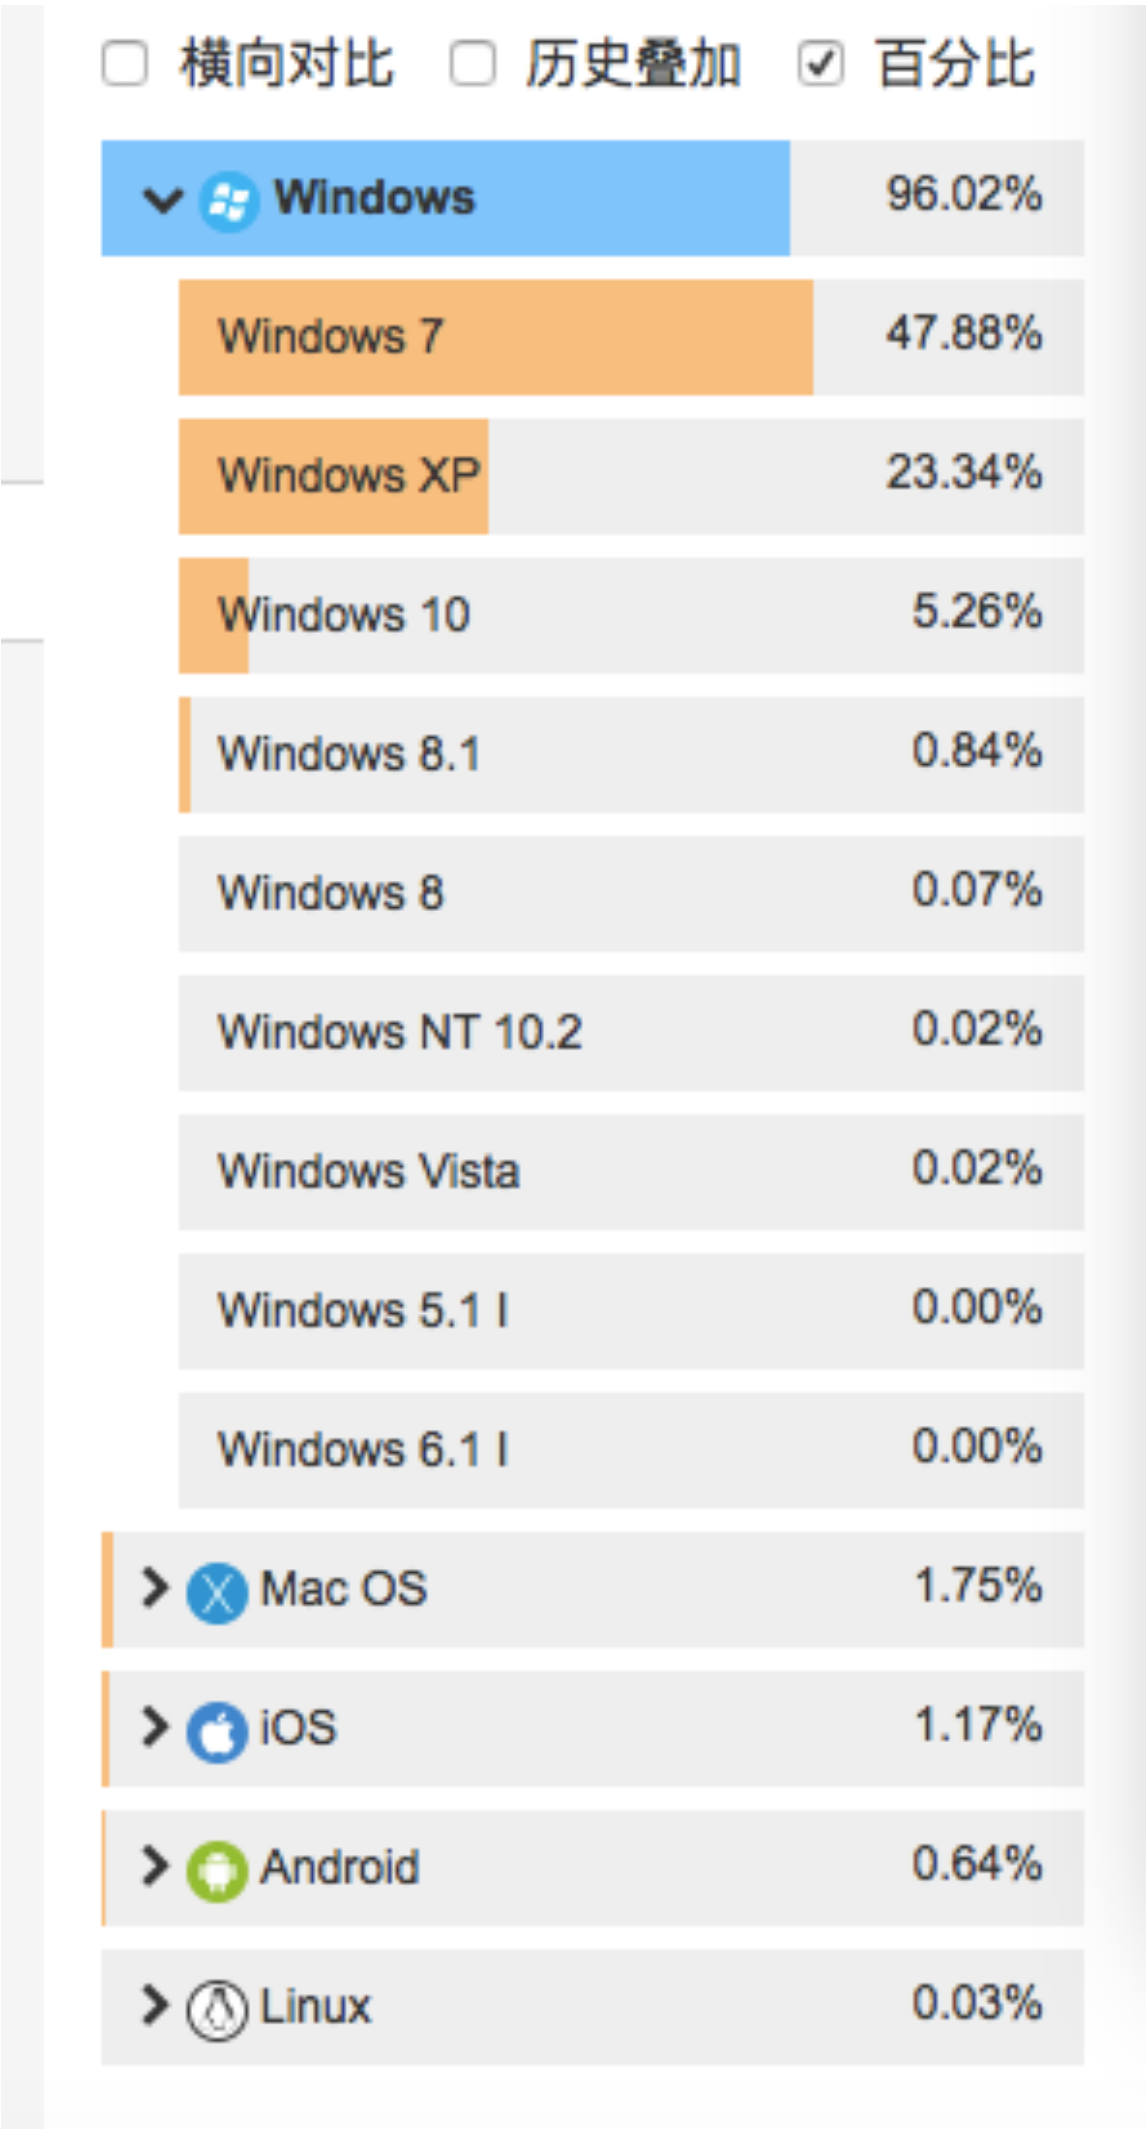 横向对比 历史叠加 百分比
Windows 96.02%
Windows 7 47.88%
Windows XP 23.34%
Windows 10 5.26%
Windows 8.1 0.84%
Windows 8 0.07%
Windows NT 10.2 0.02%
Windows Vista 0.02%
Windows 5.1 I 0.00%
Windows 6.1 I 0.00%
Mac OS 1.75%
iOS 1.17%
Android 0.64%
Linux 0.03%